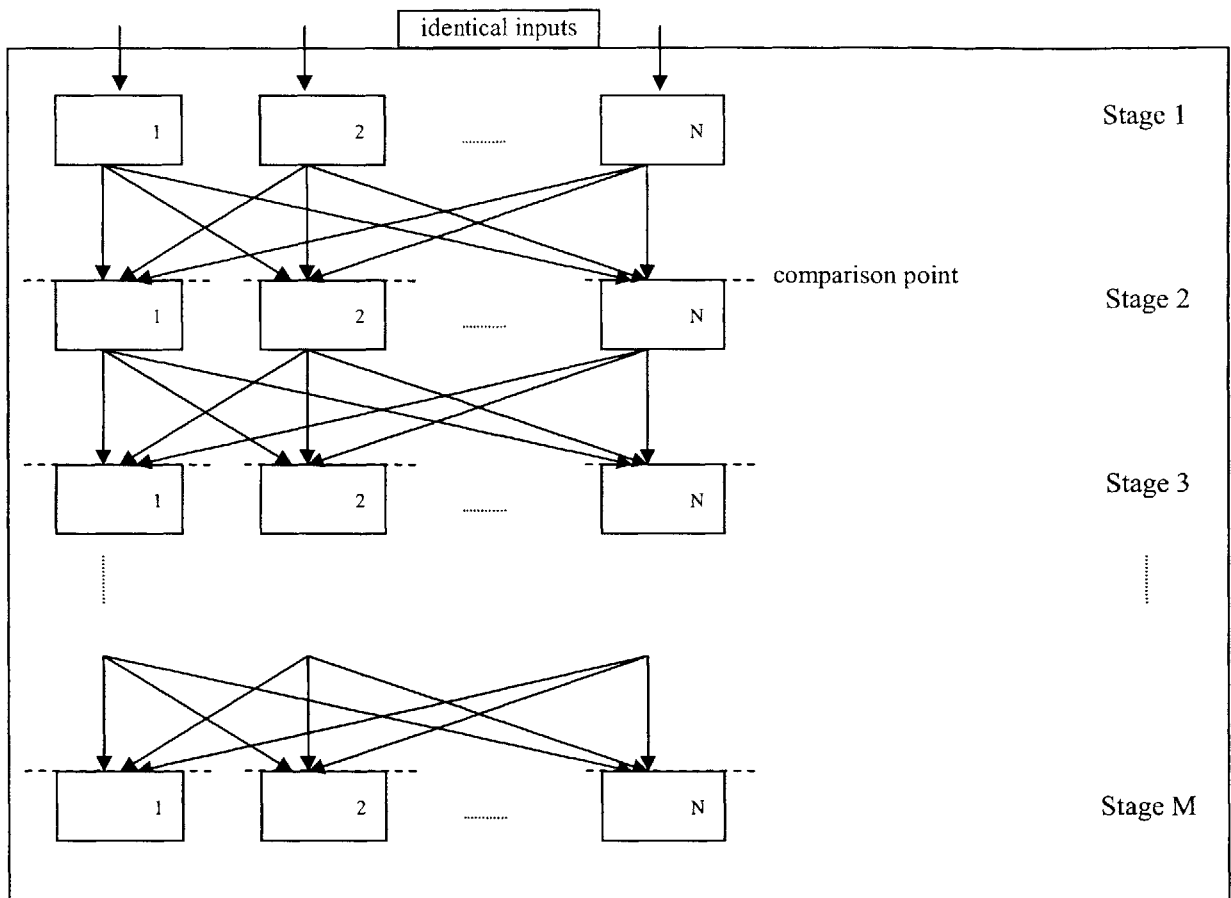 identical inputs
1 2 .......... N Stage 1
comparison point
1 2 .......... N Stage 2
1 2 .......... N Stage 3
1 2 .......... N Stage M